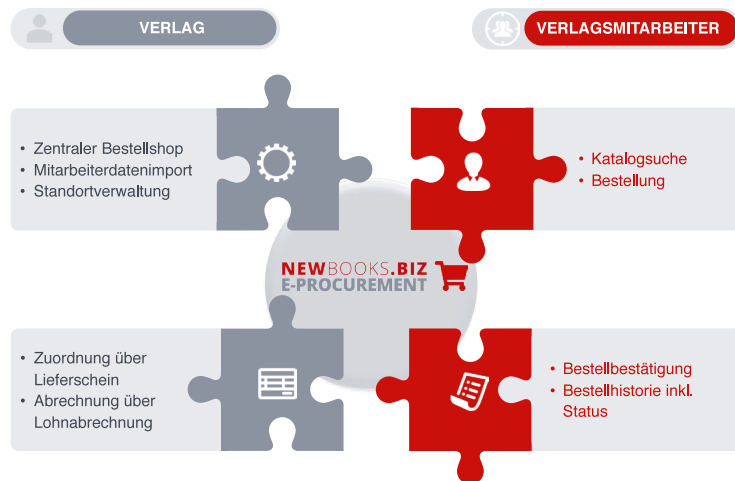 VERLAG
VERLAGSMITARBEITER
• Zentraler Bestellshop
• Mitarbeiterdatenimport
• Standortverwaltung
• Katalogsuche
• Bestellung
NEWBOOKS.BIZ
E-PROCUREMENT
• Zuordnung über
Lieferschein
• Abrechnung über
Lohnabrechnung
• Bestellbestätigung
• Bestellhistorie inkl.
Status